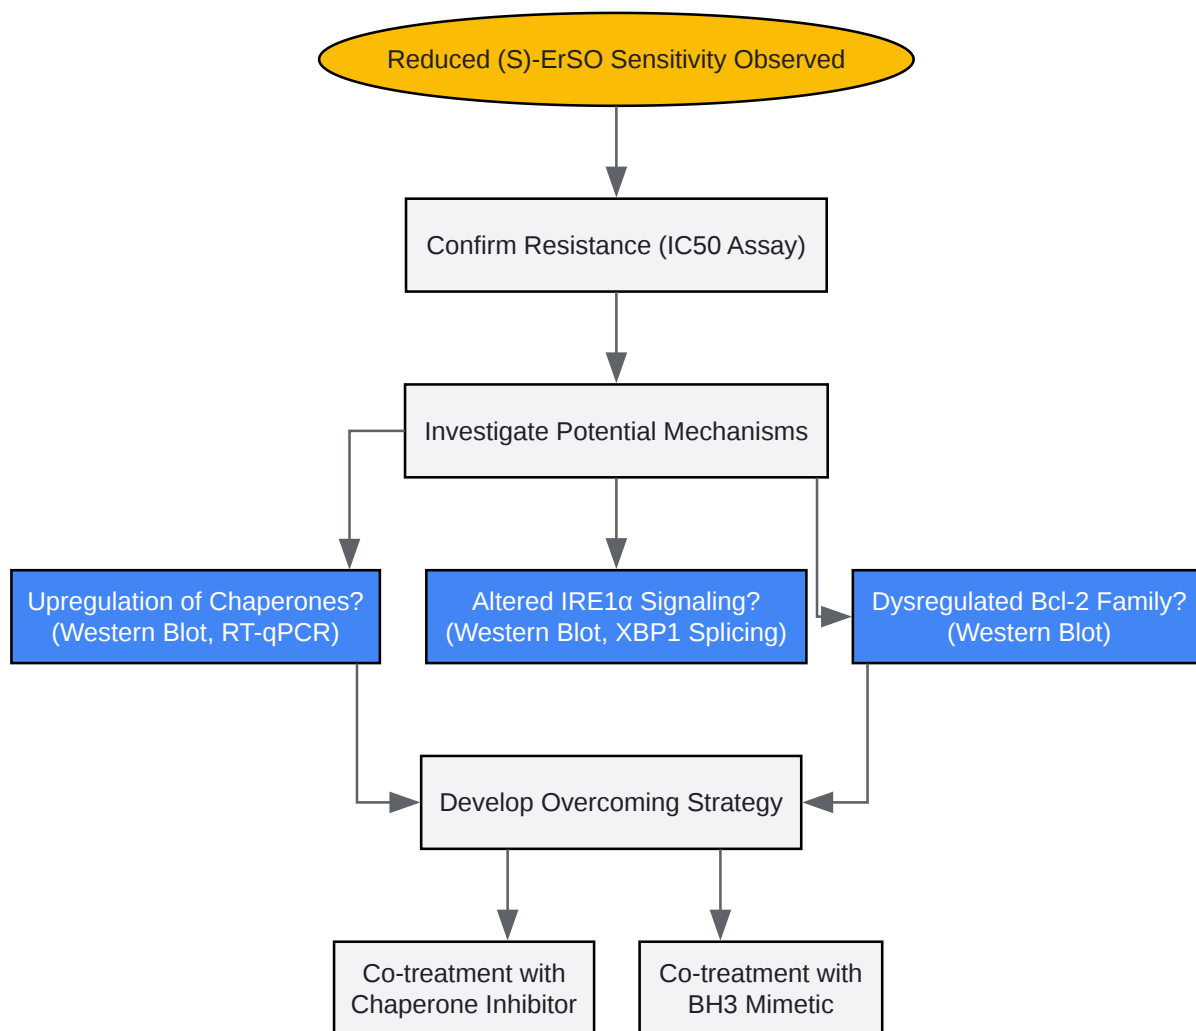 Reduced (S)-ErSO Sensitivity Observed
Confirm Resistance (IC50 Assay)
Investigate Potential Mechanisms
Upregulation of Chaperones?
(Western Blot, RT-qPCR)
Altered IRE1α Signaling?
(Western Blot, XBP1 Splicing)
Dysregulated Bcl-2 Family?
(Western Blot)
Develop Overcoming Strategy
Co-treatment with
Chaperone Inhibitor
Co-treatment with
BH3 Mimetic